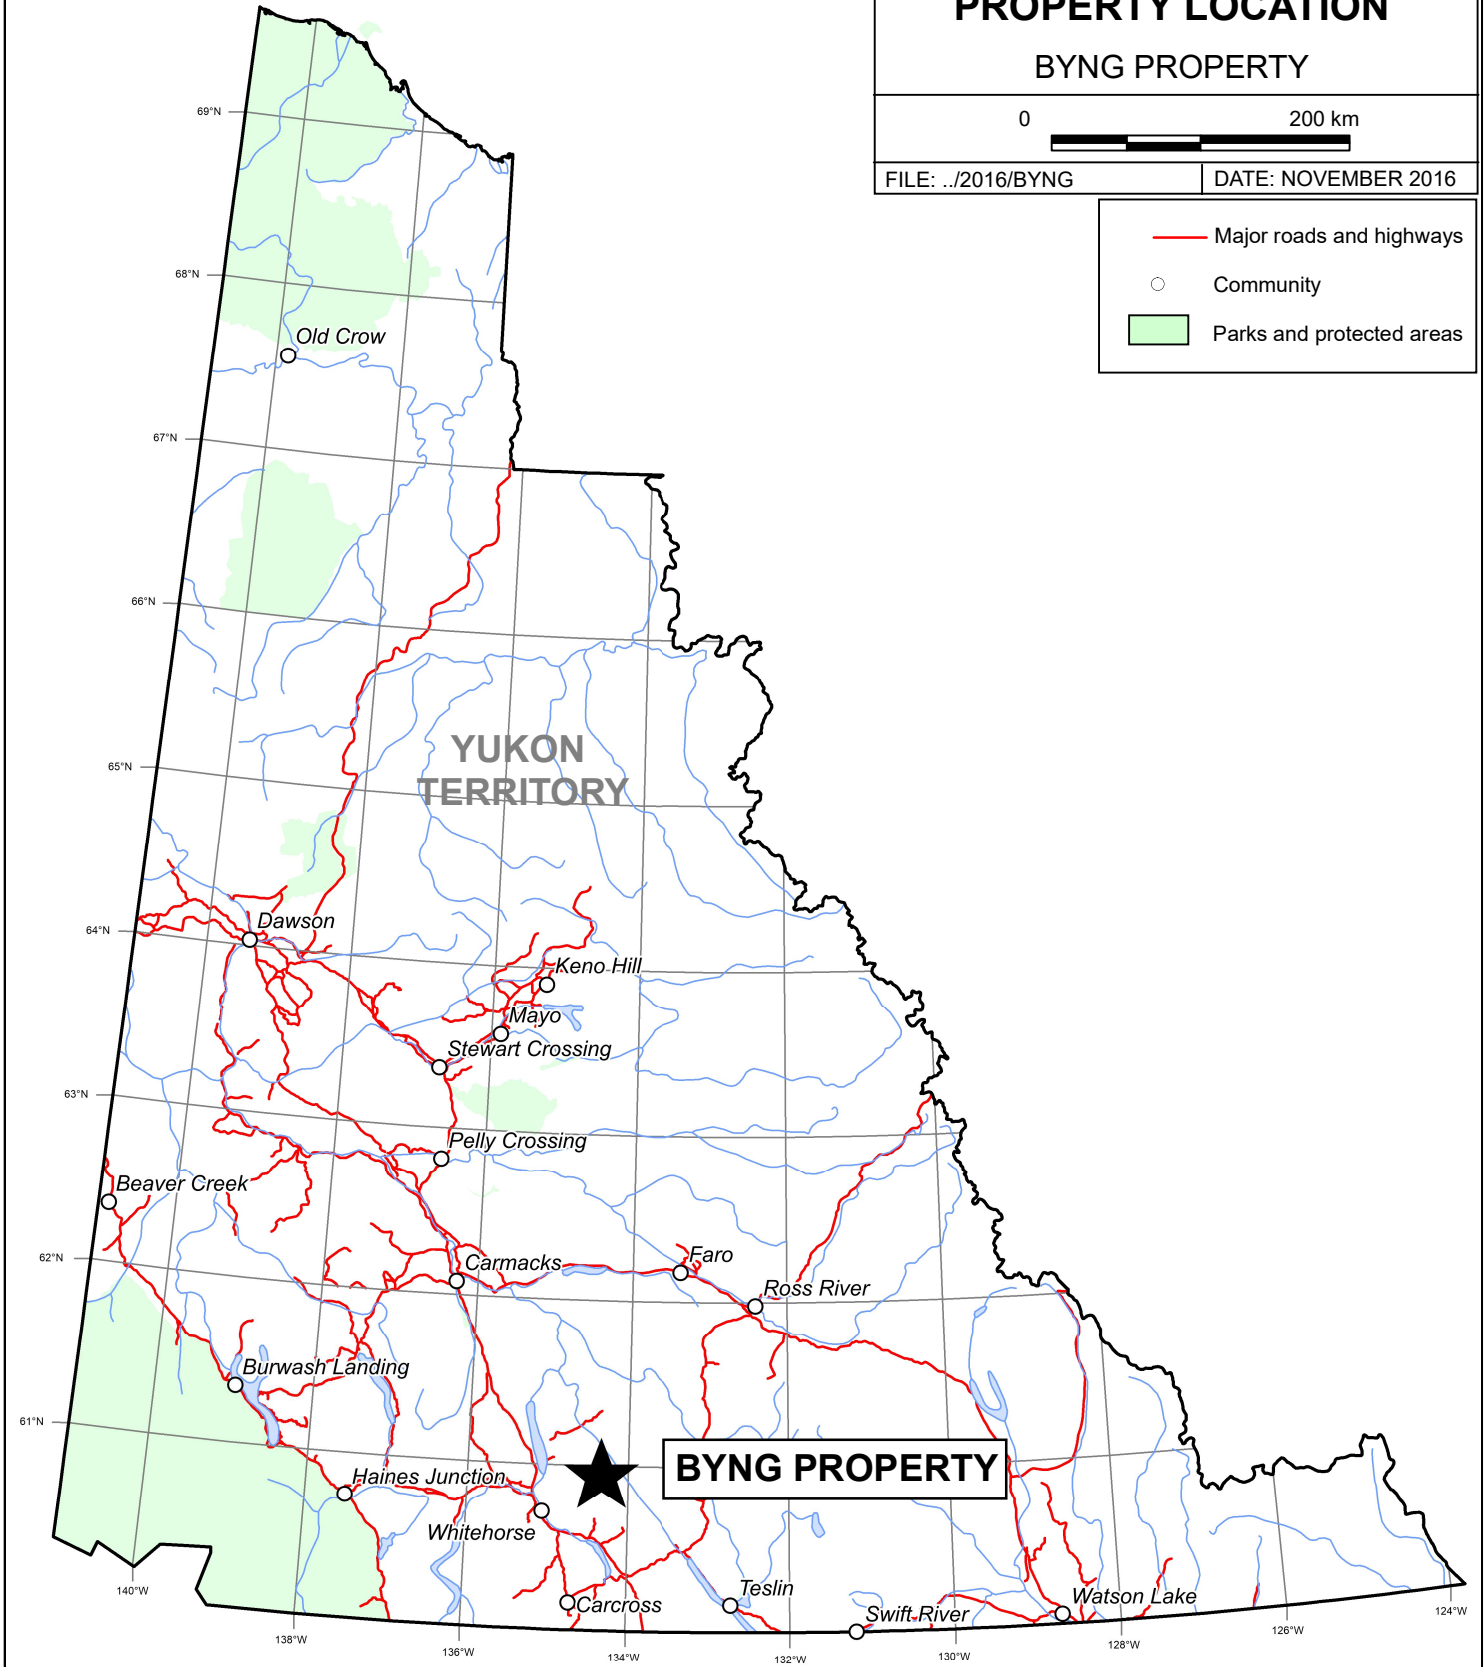 PROPERTY LOCATION
BYNG PROPERTY
0 200 km
FILE: ../2016/BYNG DATE: NOVEMBER 2016
Major roads and highways
Community
Parks and protected areas
69°N
68°N
Old Crow
67°N
66°N
YUKON
TERRITORY
65°N
Dawson
64°N
Keno Hill
Mayo
Stewart Crossing
63°N
Pelly Crossing
Beaver Creek
62°N
Carmacks
Faro
Ross River
Burwash Landing
61°N
BYNG PROPERTY
Haines Junction
Whitehorse
Teslin
Carcross
Swift River
Watson Lake
140°W
138°W
136°W
134°W
132°W
130°W
128°W
126°W
124°W